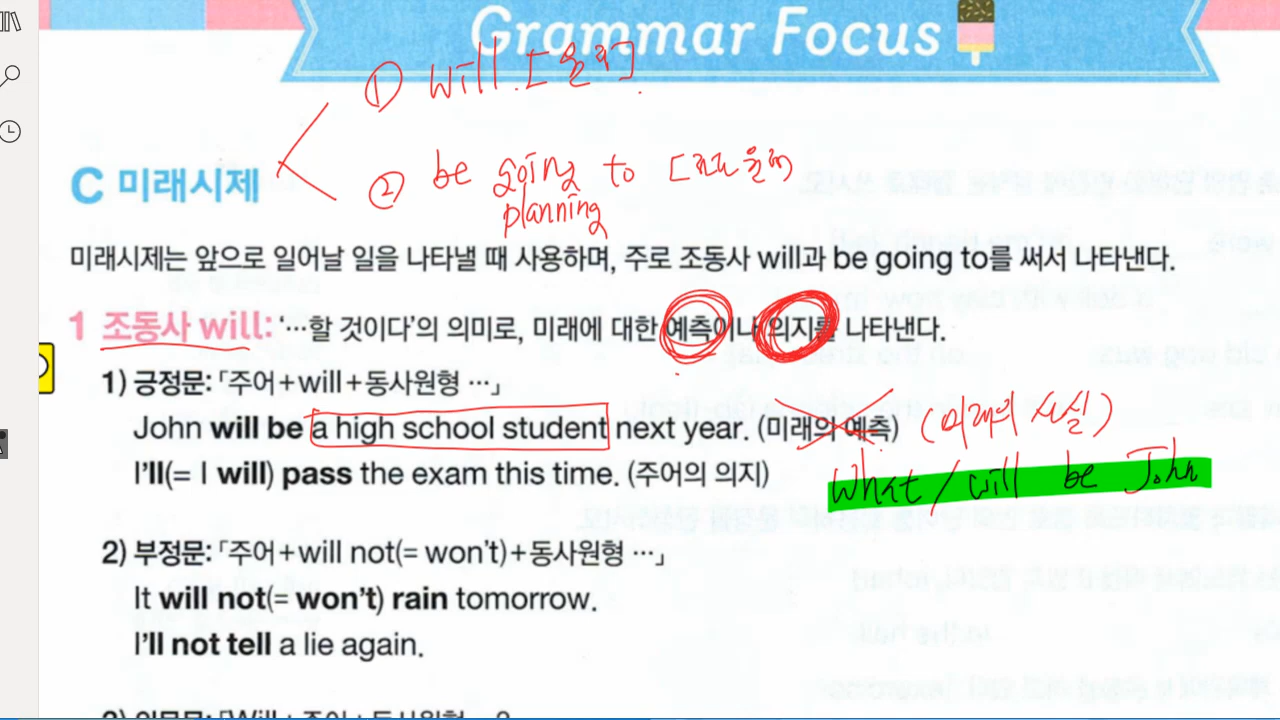 Grammar Focus
① will
② be going to
planning
C 미래시제
미래시제는 앞으로 일어날 일을 나타낼 때 사용하며, 주로 조동사 will과 be going to를 써서 나타낸다.
1 조동사 will: '…할 것이다'의 의미로, 미래에 대한 예측이나 의지를 나타낸다.
1) 긍정문: 「주어+will+동사원형 …」
John will be a high school student next year. (미래의 예측) (미래의 사실)
I'll(= I will) pass the exam this time. (주어의 의지)
What / will be John
2) 부정문: 「주어+will not(= won't)+동사원형 …」
It will not(= won't) rain tomorrow.
I'll not tell a lie again.